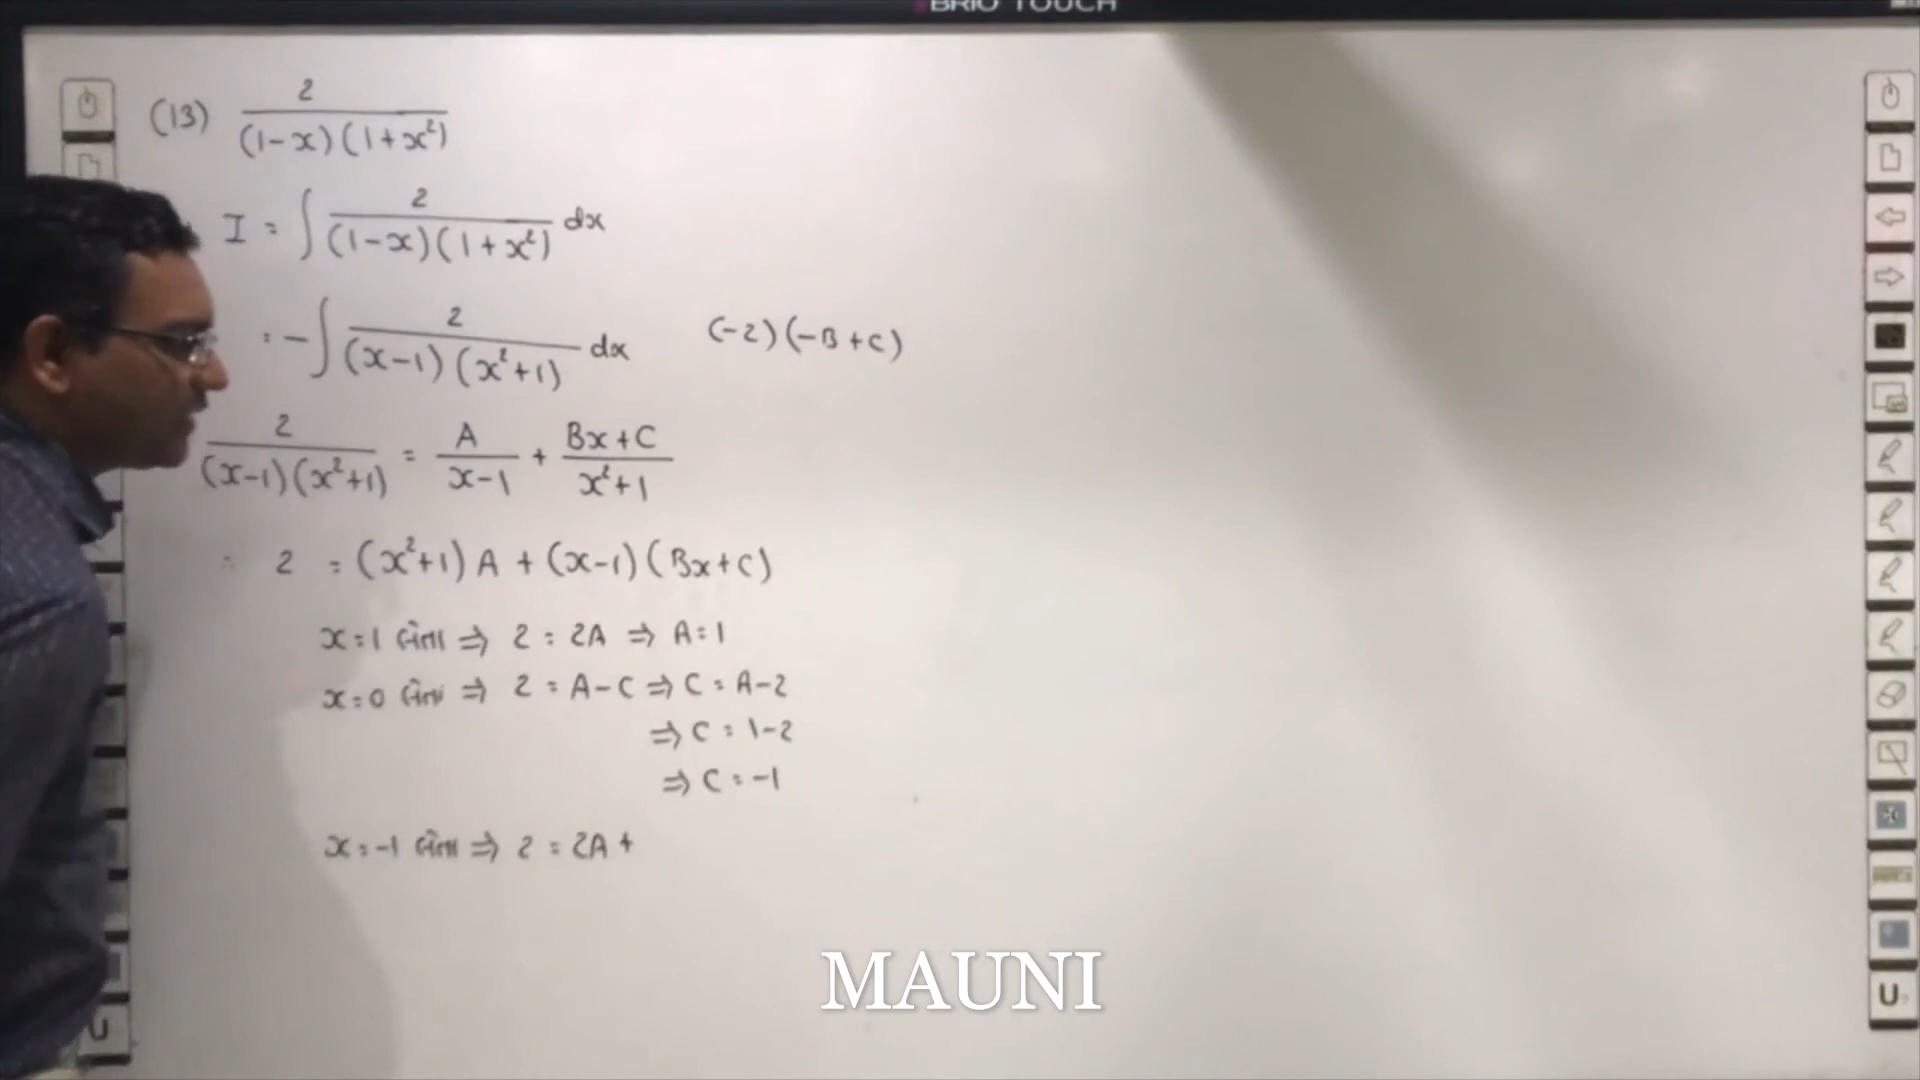 BRIO TOUCH
(13) 2/((1-x)(1+x²))
I = ∫ 2/((1-x)(1+x²)) dx
= -∫ 2/((x-1)(x²+1)) dx (-2)(-B+C)
2/((x-1)(x²+1)) = A/(x-1) + (Bx+C)/(x²+1)
∴ 2 = (x²+1)A + (x-1)(Bx+C)
x=1 લેતા ⇒ 2 = 2A ⇒ A=1
x=0 લેતા ⇒ 2 = A-C ⇒ C = A-2
⇒ C = 1-2
⇒ C = -1
x=-1 લેતા ⇒ 2 = 2A +
MAUNI